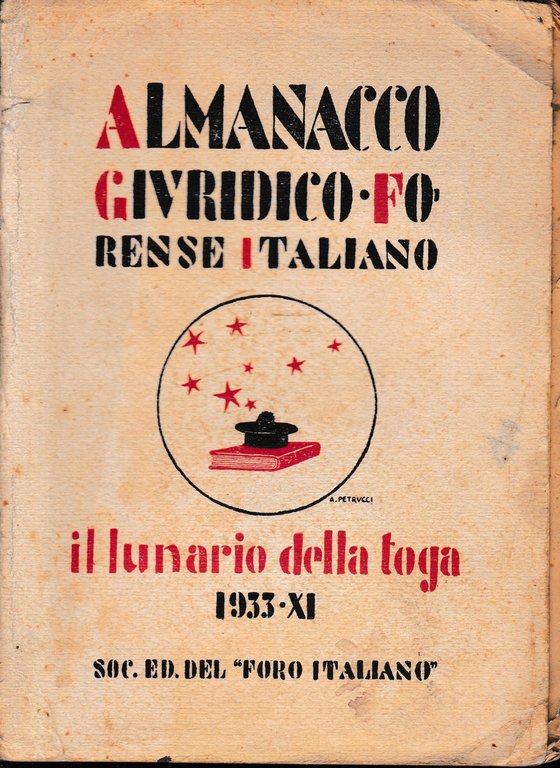 ALMANACCO
GIVRIDICO·FO-
RENSE ITALIANO
A. PETRVCCI
il lunario della toga
1933·XI
SOC. ED. DEL "FORO ITALIANO"